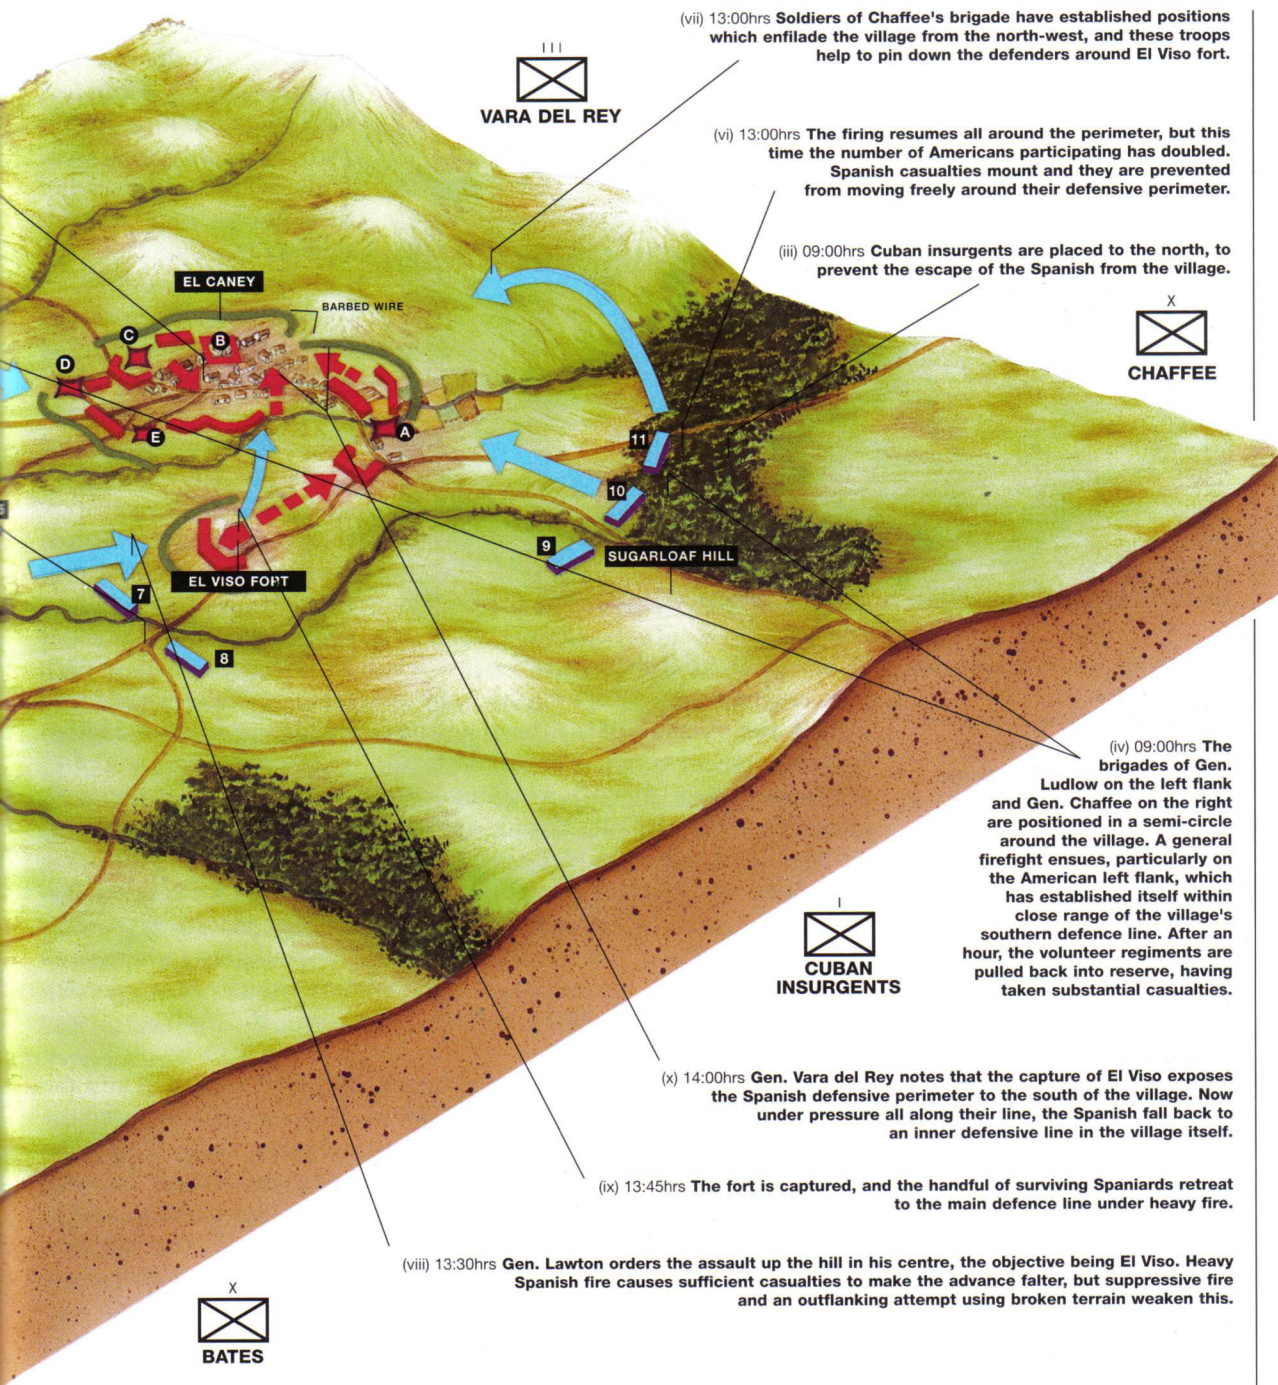 (vii) 13:00hrs Soldiers of Chaffee's brigade have established positions
which enfilade the village from the north-west, and these troops
help to pin down the defenders around El Viso fort.
III
VARA DEL REY
(vi) 13:00hrs The firing resumes all around the perimeter, but this
time the number of Americans participating has doubled.
Spanish casualties mount and they are prevented
from moving freely around their defensive perimeter.
(iii) 09:00hrs Cuban insurgents are placed to the north, to
prevent the escape of the Spanish from the village.
X
CHAFFEE
EL CANEY
BARBED WIRE
C
B
D
E
A
11
10
9
SUGARLOAF HILL
EL VISO FORT
7
8
(iv) 09:00hrs The
brigades of Gen.
Ludlow on the left flank
and Gen. Chaffee on the right
are positioned in a semi-circle
around the village. A general
firefight ensues, particularly on
the American left flank, which
has established itself within
close range of the village's
southern defence line. After an
hour, the volunteer regiments are
pulled back into reserve, having
taken substantial casualties.
I
CUBAN
INSURGENTS
(x) 14:00hrs Gen. Vara del Rey notes that the capture of El Viso exposes
the Spanish defensive perimeter to the south of the village. Now
under pressure all along their line, the Spanish fall back to
an inner defensive line in the village itself.
(ix) 13:45hrs The fort is captured, and the handful of surviving Spaniards retreat
to the main defence line under heavy fire.
(viii) 13:30hrs Gen. Lawton orders the assault up the hill in his centre, the objective being El Viso. Heavy
Spanish fire causes sufficient casualties to make the advance falter, but suppressive fire
and an outflanking attempt using broken terrain weaken this.
X
BATES